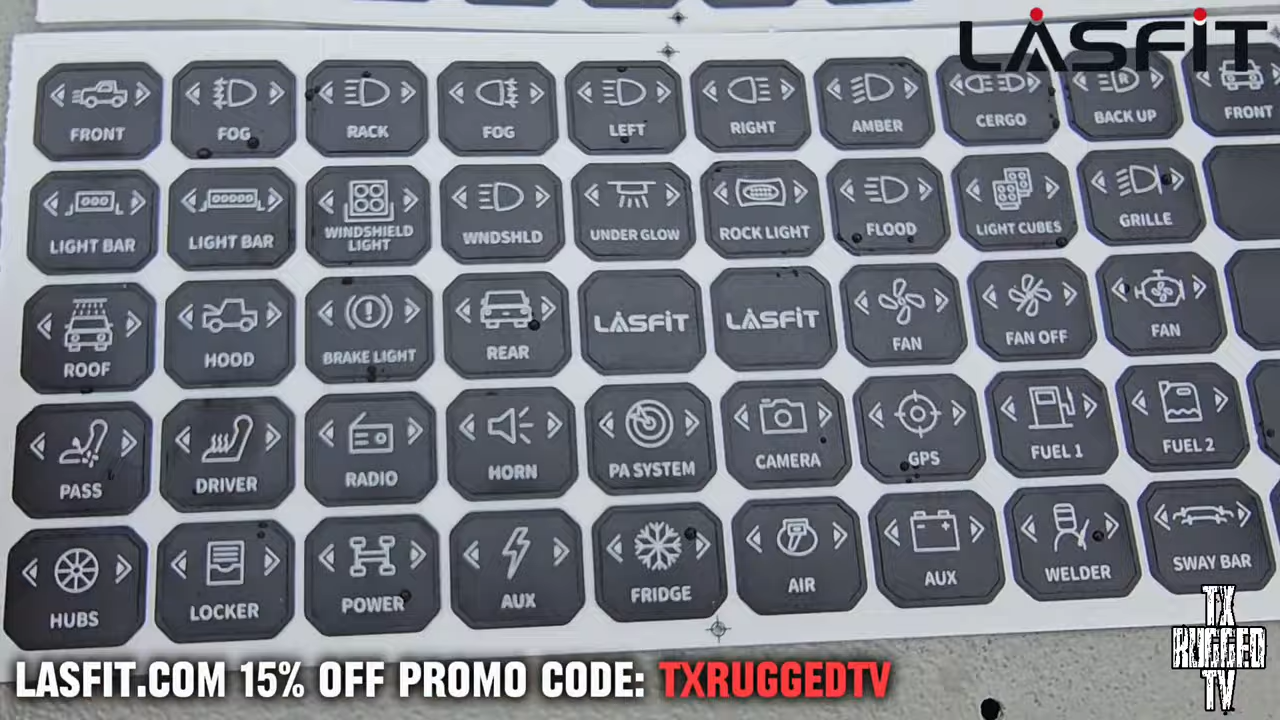 LASFIT
FRONT FOG RACK FOG LEFT RIGHT AMBER CERGO BACK UP FRONT
R
LIGHT BAR LIGHT BAR WINDSHIELD LIGHT WNDSHLD UNDER GLOW ROCK LIGHT FLOOD LIGHT CUBES GRILLE
ROOF HOOD BRAKE LIGHT REAR LASFIT LASFIT FAN FAN OFF FAN
PASS DRIVER RADIO HORN PA SYSTEM CAMERA GPS FUEL 1 FUEL 2
HUBS LOCKER POWER AUX FRIDGE AIR AUX WELDER SWAY BAR
TX
RUGGED
TV
LASFIT.COM 15% OFF PROMO CODE: TXRUGGEDTV